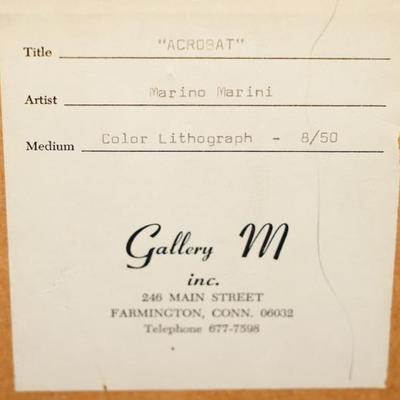 Title "ACROBAT"
Artist Marino Marini
Medium Color Lithograph - 8/50
Gallery M
inc.
246 MAIN STREET
FARMINGTON, CONN. 06032
Telephone 677-7598